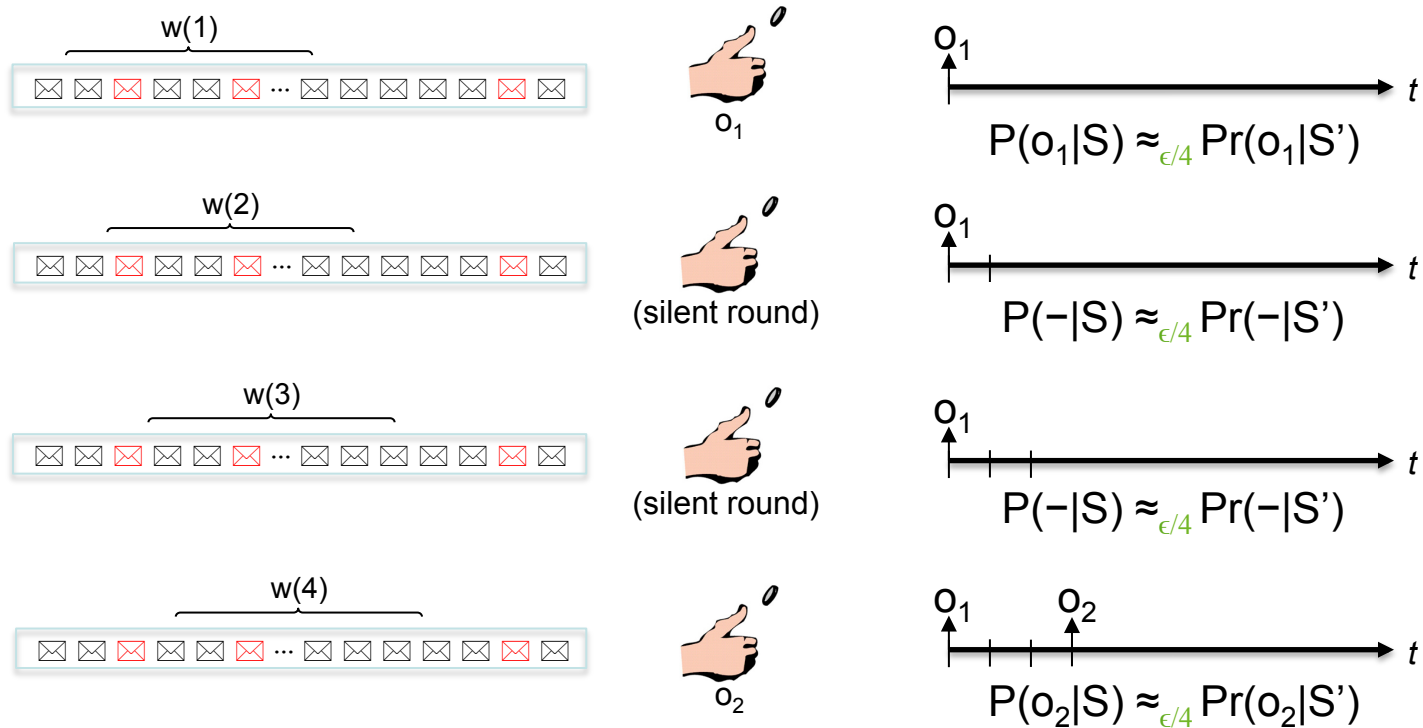 w(1)
...
o₁
o₁
t
P(o₁|S) ≈ϵ/4 Pr(o₁|S’)
w(2)
...
(silent round)
o₁
t
P(−|S) ≈ϵ/4 Pr(−|S’)
w(3)
...
(silent round)
o₁
t
P(−|S) ≈ϵ/4 Pr(−|S’)
w(4)
...
o₂
o₁ o₂
t
P(o₂|S) ≈ϵ/4 Pr(o₂|S’)